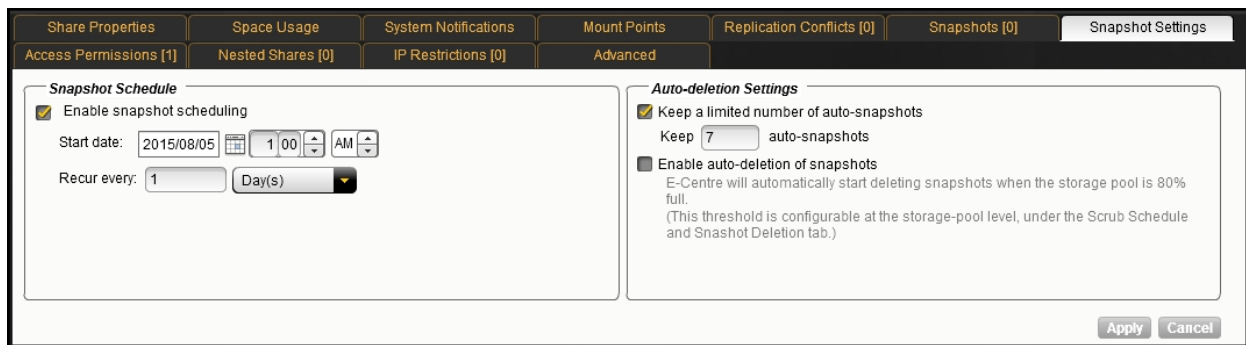 Share Properties Space Usage System Notifications Mount Points Replication Conflicts [0] Snapshots [0] Snapshot Settings
Access Permissions [1] Nested Shares [0] IP Restrictions [0] Advanced
Snapshot Schedule
Enable snapshot scheduling
Start date: 2015/08/05 1 00 AM
Recur every: 1 Day(s)
Auto-deletion Settings
Keep a limited number of auto-snapshots
Keep 7 auto-snapshots
Enable auto-deletion of snapshots
E-Centre will automatically start deleting snapshots when the storage pool is 80%
full.
(This threshold is configurable at the storage-pool level, under the Scrub Schedule
and Snashot Deletion tab.)
Apply Cancel